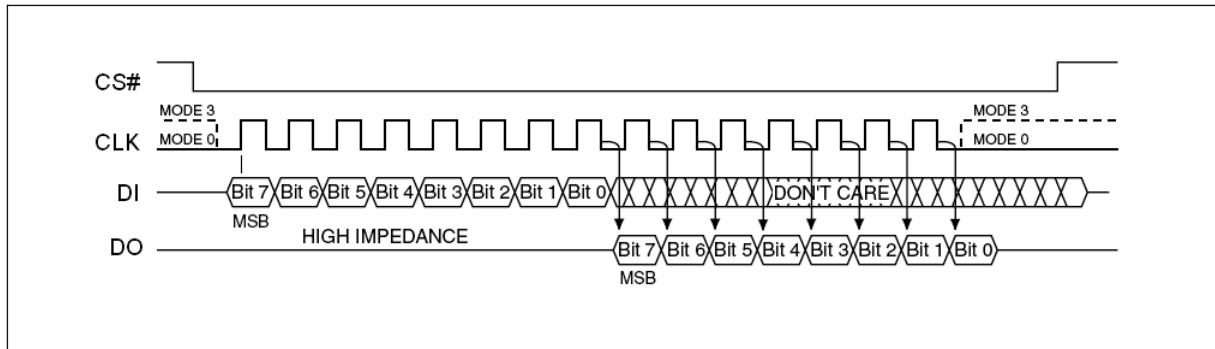 CS#
MODE 3
MODE 3
CLK
MODE 0
MODE 0
DI
Bit 7 Bit 6 Bit 5 Bit 4 Bit 3 Bit 2 Bit 1 Bit 0
DON'T CARE
MSB
HIGH IMPEDANCE
DO
Bit 7 Bit 6 Bit 5 Bit 4 Bit 3 Bit 2 Bit 1 Bit 0
MSB